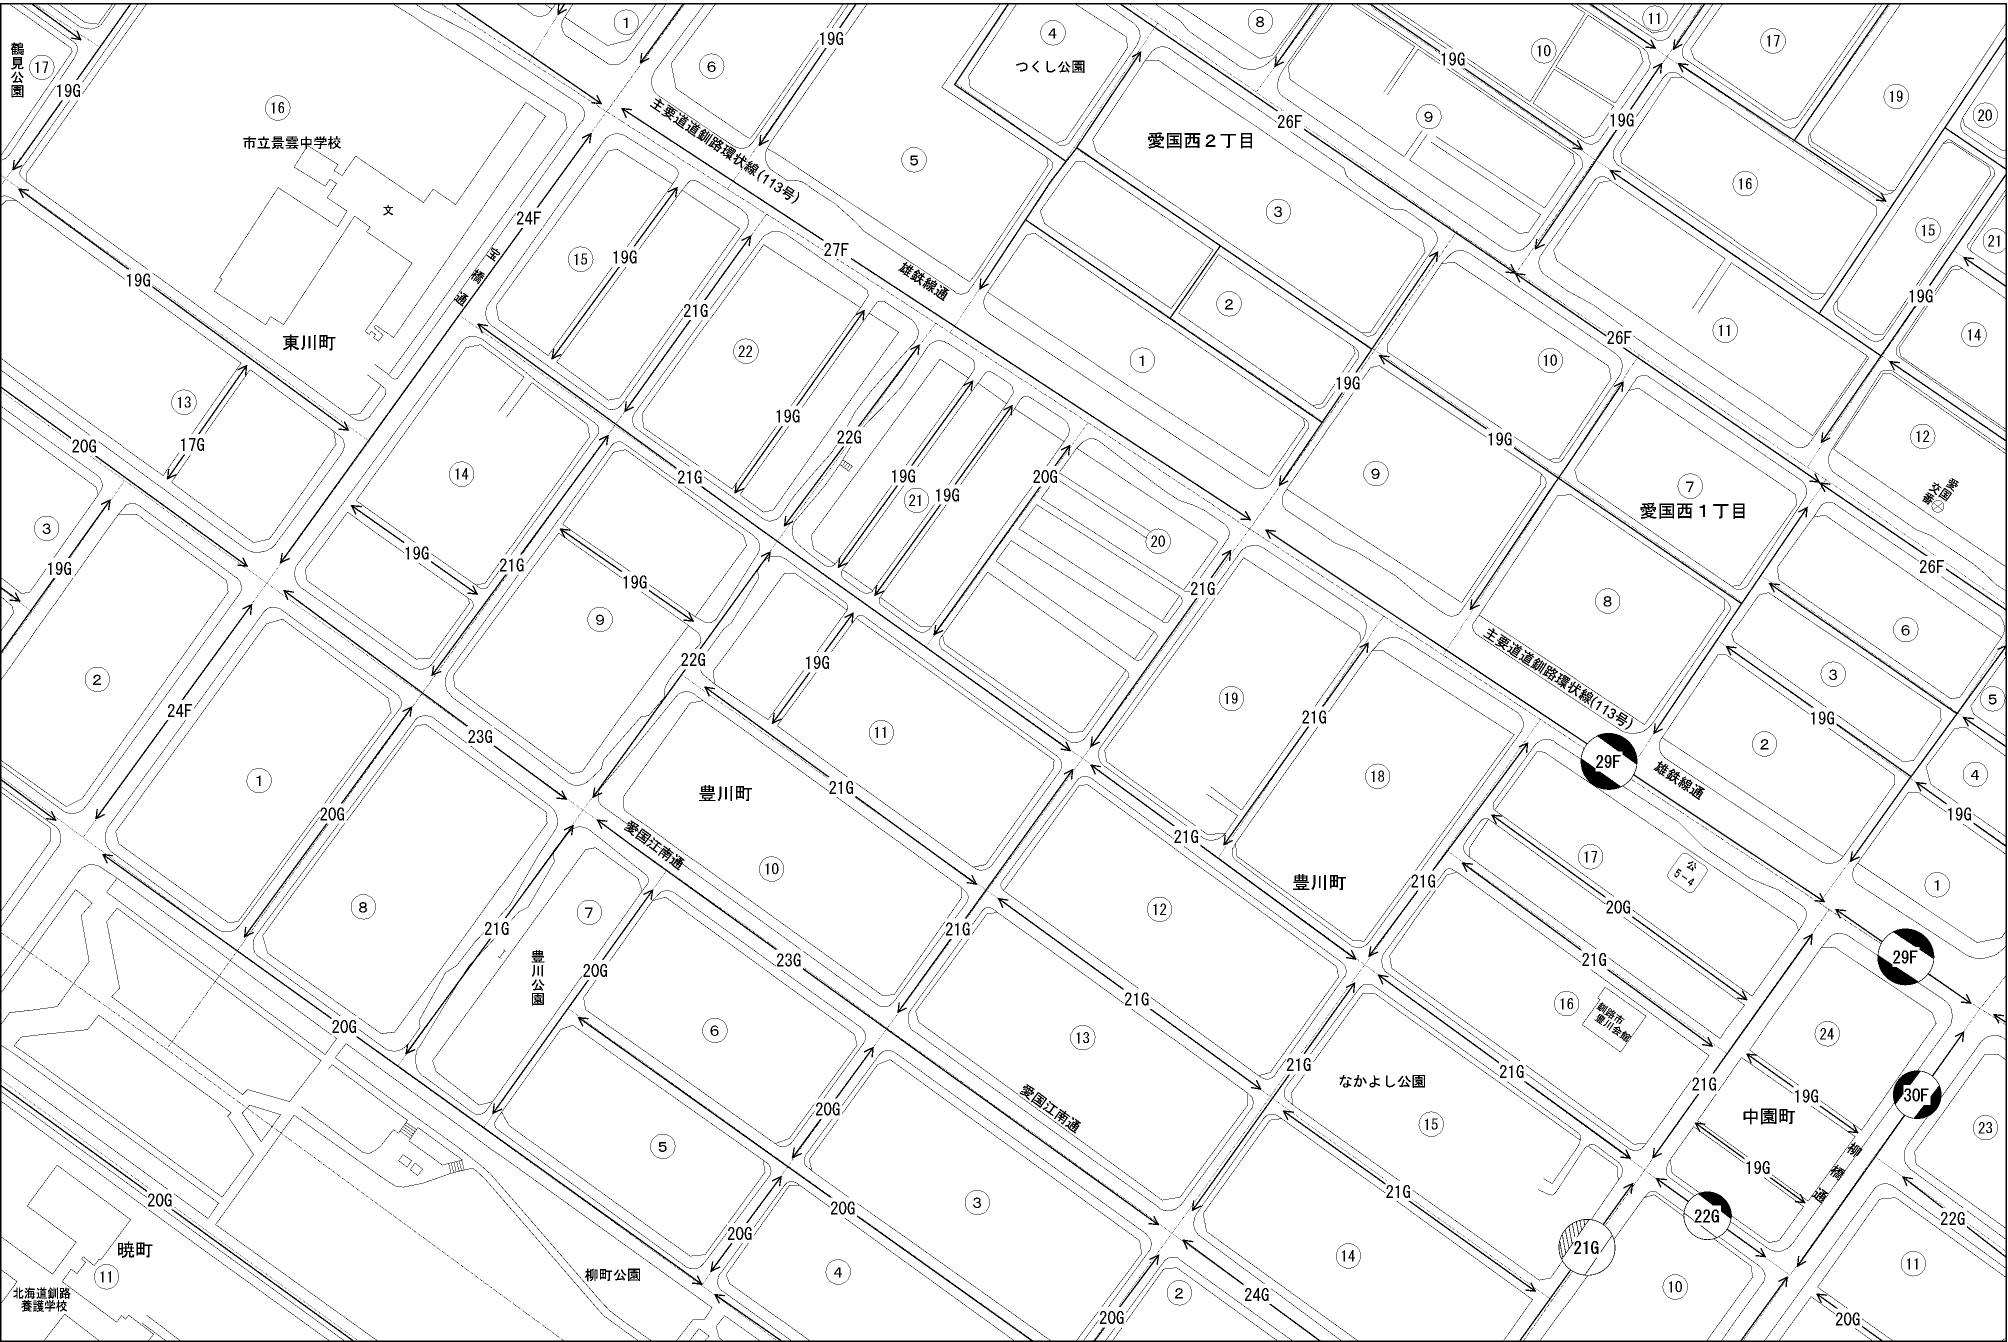 鶴見公園
17
19G
16
市立景雲中学校
文
1
6
19G
主要道道釧路環状線(113号)
5
4
つくし公園
8
愛国西2丁目
26F
3
19G
10
9
11
17
19
20
19G
16
15
21
24F
宝橋通
15
19G
27F
雄鉄線通
19G
東川町
21G
22
19G
22G
2
1
19G
10
26F
11
19G
14
13
17G
20G
14
21G
19G
21
19G
20G
20
9
19G
7
愛国西1丁目
12
愛国交番
3
19G
19G
21G
19G
9
21G
8
26F
6
主要道道釧路環状線(113号)
3
5
2
24F
22G
19G
11
19
21G
18
19G
2
4
29F
雄鉄線通
23G
1
20G
豊川町
21G
愛国江南通
10
21G
豊川町
21G
17
公
5-4
19G
1
8
21G
7
豊川公園
20G
23G
21G
12
20G
21G
29F
20G
6
21G
13
16
釧路市
豊川会館
24
21G
21G
なかよし公園
15
21G
19G
30F
中園町
23
5
20G
愛国江南通
19G
柳橋通
20G
暁町
11
北海道釧路
養護学校
柳町公園
20G
20G
4
3
21G
22G
21G
22G
14
2
24G
20G
10
11
20G